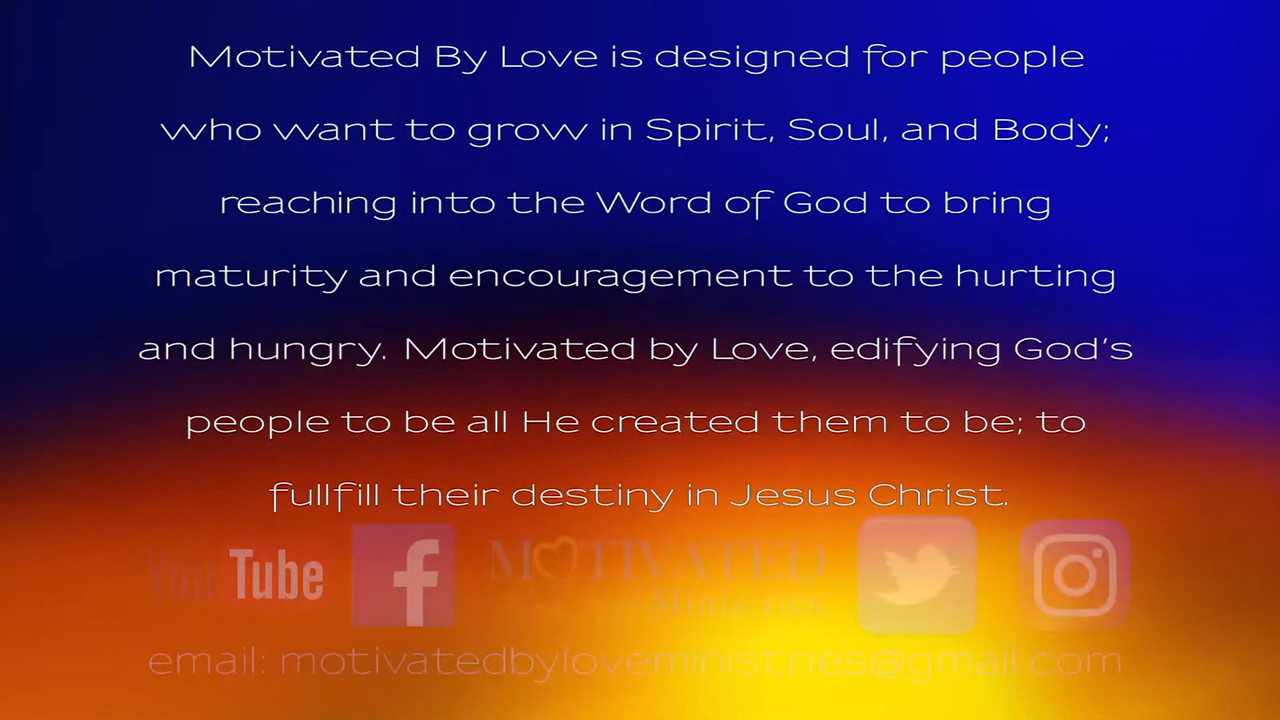 Motivated By Love is designed for people
who want to grow in Spirit, Soul, and Body;
reaching into the Word of God to bring
maturity and encouragement to the hurting
and hungry. Motivated by Love, edifying God's
people to be all He created them to be; to
fullfill their destiny in Jesus Christ.
YouTube
MOTIVATED
Ministries
email: motivatedbyloveministries@gmail.com